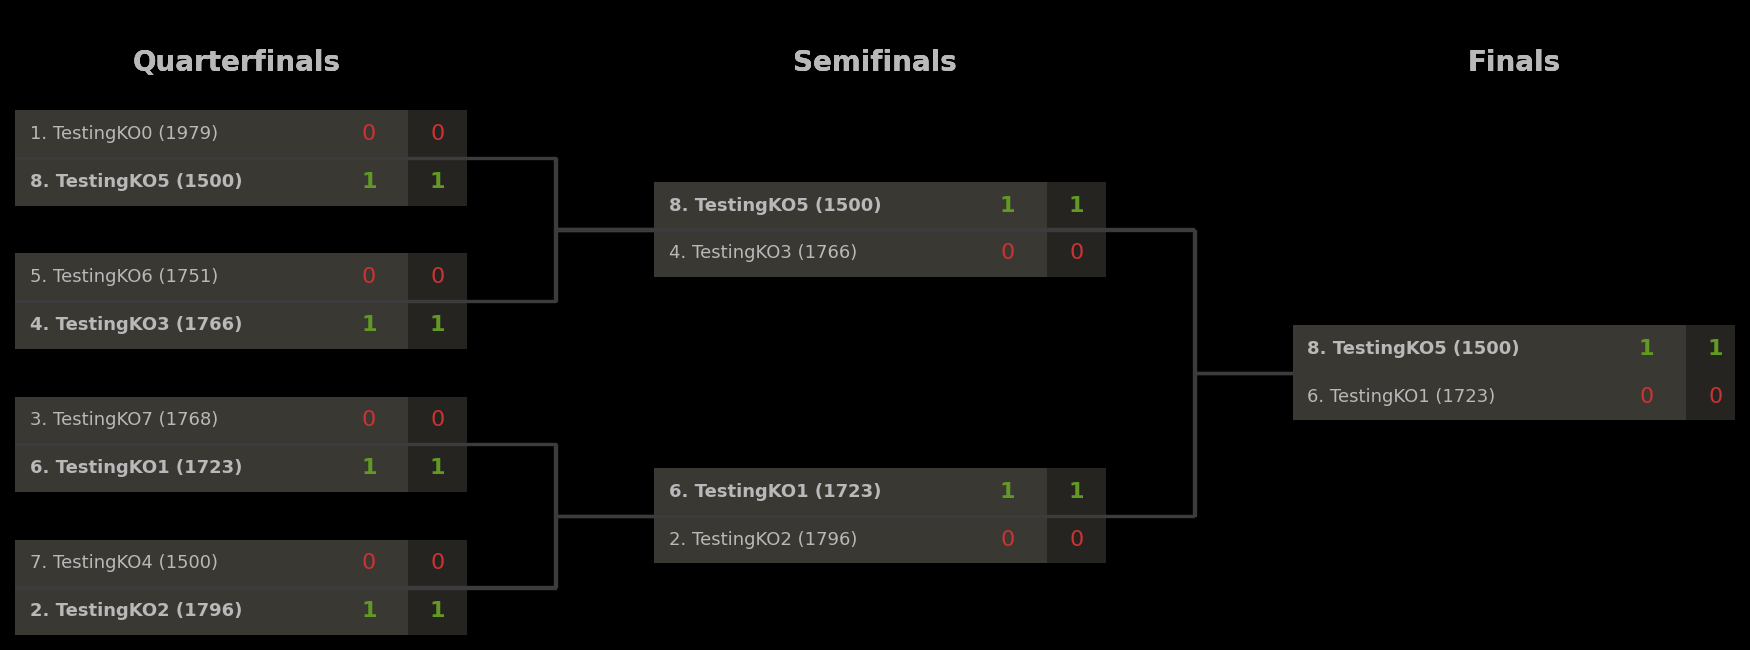 Quarterfinals
1. TestingKO0 (1979) 0 0
8. TestingKO5 (1500) 1 1
5. TestingKO6 (1751) 0 0
4. TestingKO3 (1766) 1 1
3. TestingKO7 (1768) 0 0
6. TestingKO1 (1723) 1 1
7. TestingKO4 (1500) 0 0
2. TestingKO2 (1796) 1 1
Semifinals
8. TestingKO5 (1500) 1 1
4. TestingKO3 (1766) 0 0
6. TestingKO1 (1723) 1 1
2. TestingKO2 (1796) 0 0
Finals
8. TestingKO5 (1500) 1 1
6. TestingKO1 (1723) 0 0